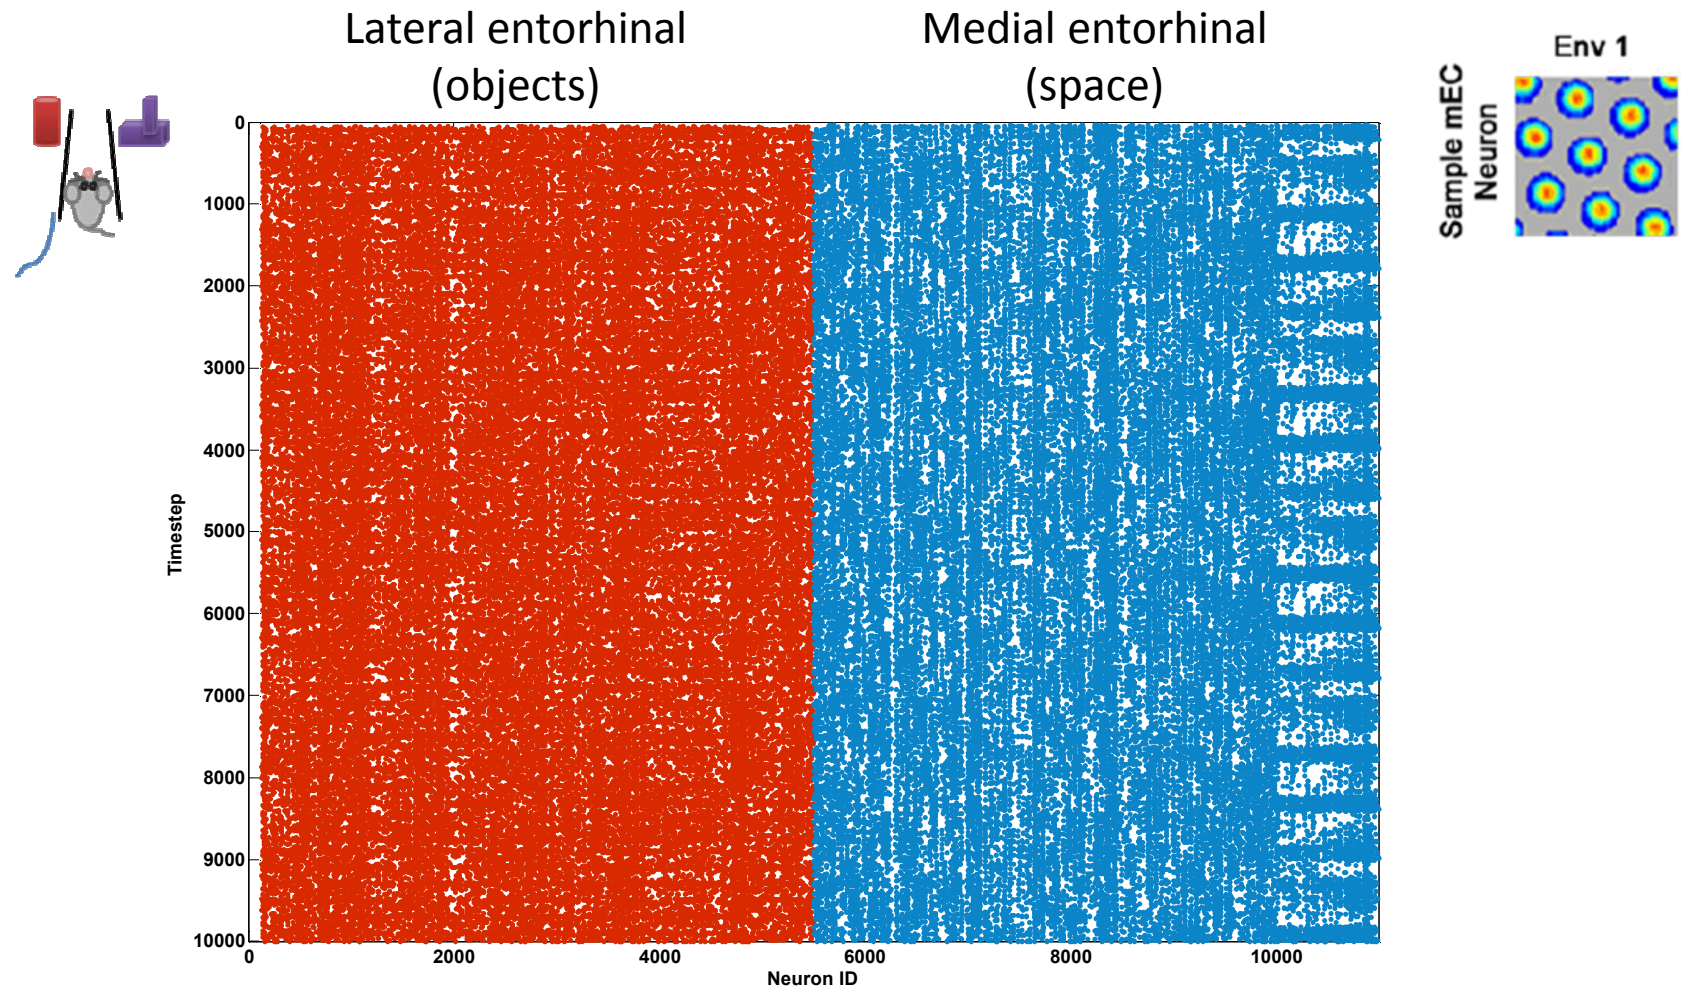 Lateral entorhinal
(objects)
Medial entorhinal
(space)
Env 1
Sample mEC
Neuron
0
1000
2000
3000
4000
5000
6000
7000
8000
9000
10000
Timestep
0
2000
4000
6000
8000
10000
Neuron ID